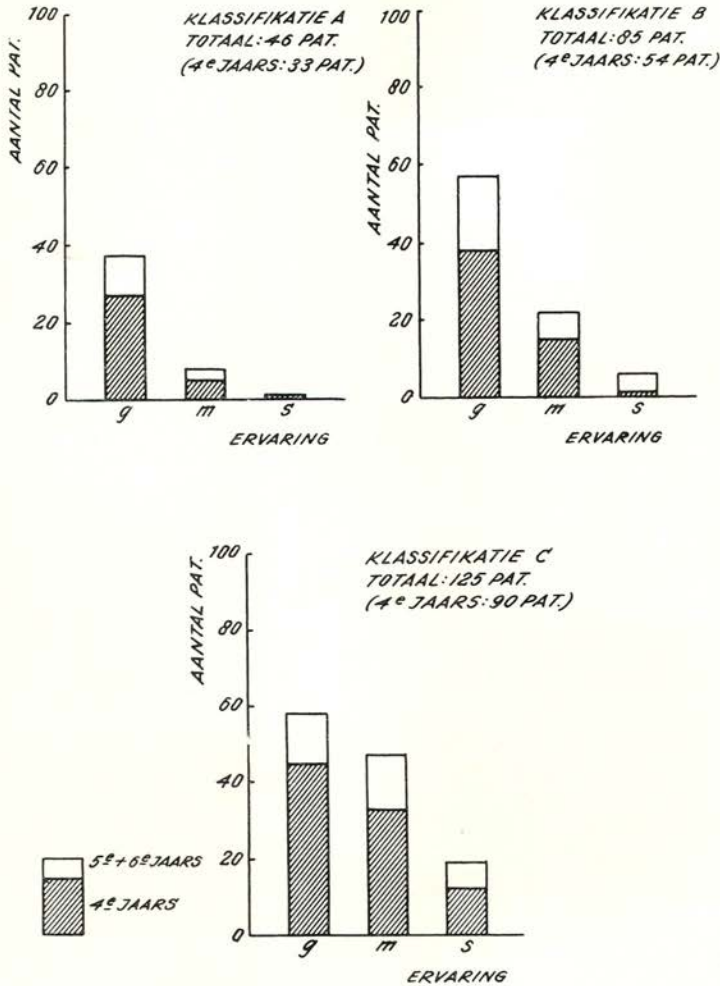 KLASSIFIKATIE A
TOTAAL: 46 PAT.
(4e JAARS: 33 PAT.)
AANTAL PAT.
100
80
60
40
20
0
g m s
ERVARING
KLASSIFIKATIE B
TOTAAL: 85 PAT.
(4e JAARS: 54 PAT.)
AANTAL PAT.
100
80
60
40
20
0
g m s
ERVARING
KLASSIFIKATIE C
TOTAAL: 125 PAT.
(4e JAARS: 90 PAT.)
AANTAL PAT.
100
80
60
40
20
0
g m s
ERVARING
5e+6e JAARS
4e JAARS